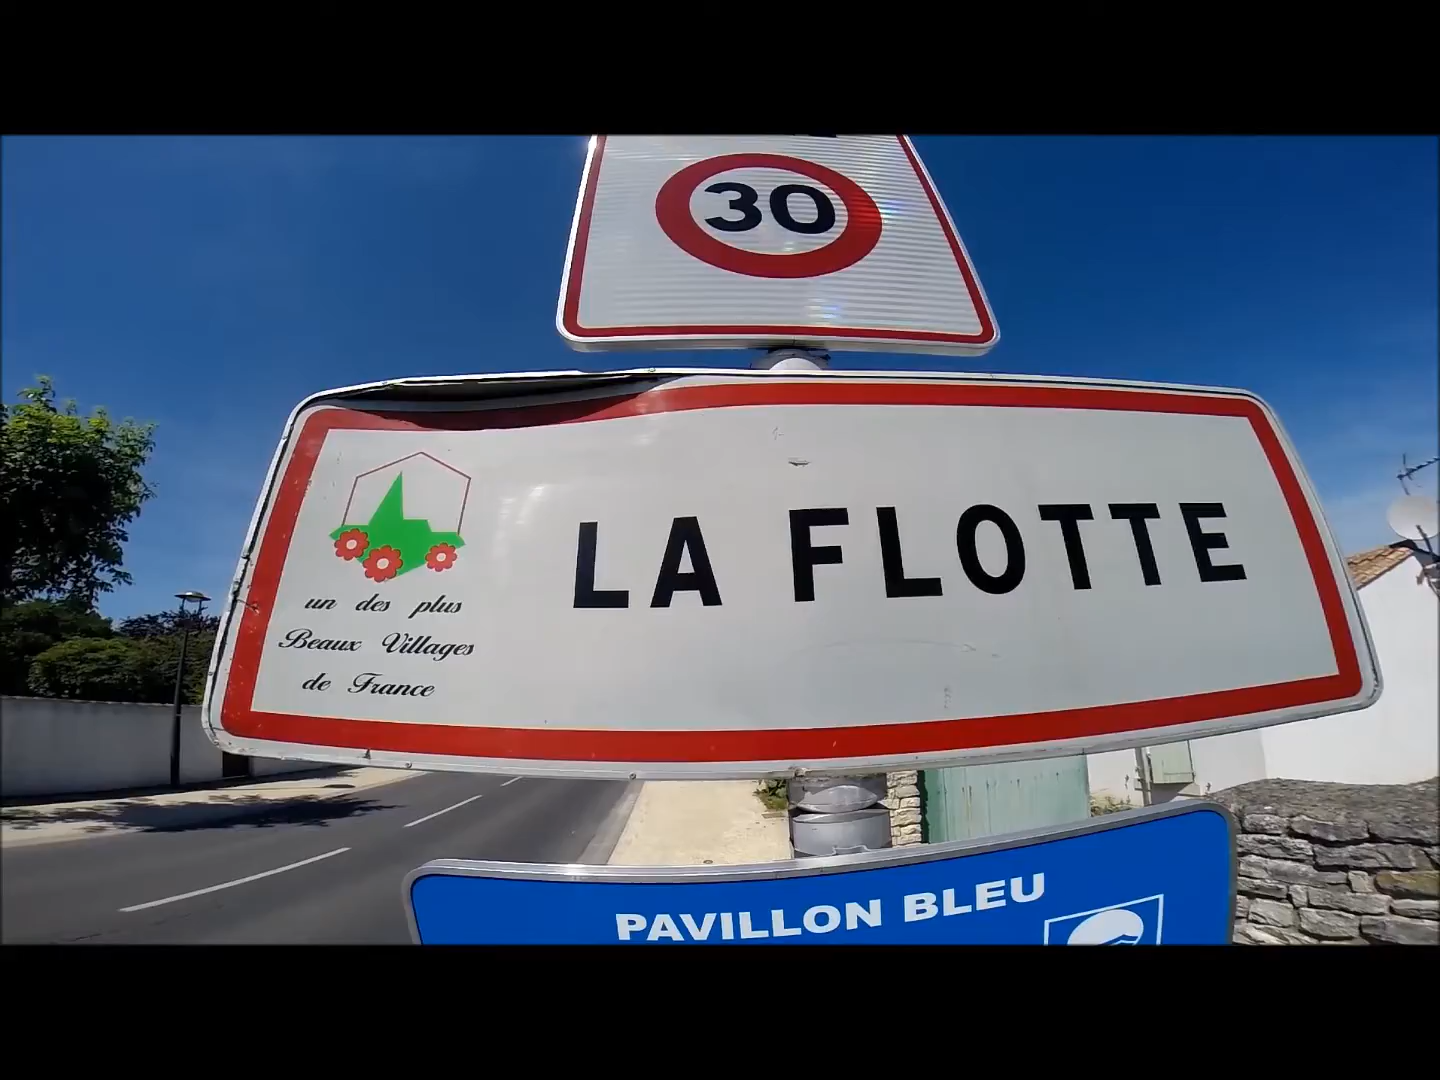 30
LA FLOTTE
un des plus
Beaux Villages
de France
PAVILLON BLEU